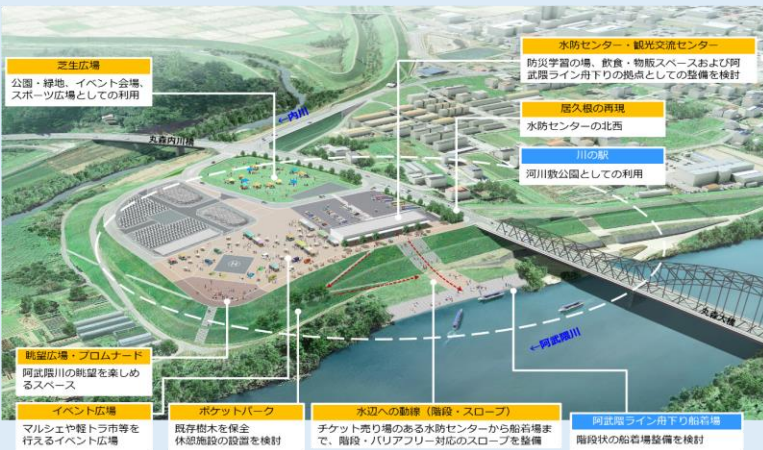 芝生広場
公園・緑地、イベント会場、
スポーツ広場としての利用
水防センター・観光交流センター
防災学習の場、飲食・物販スペースおよび阿
武隈ライン舟下りの拠点としての整備を検討
居久根の再現
水防センターの北西
川の駅
河川敷公園としての利用
←内川
丸森内川橋
丸森大橋
←阿武隈川
眺望広場・プロムナード
阿武隈川の眺望を楽しめ
るスペース
イベント広場
マルシェや軽トラ市等を
行えるイベント広場
ポケットパーク
既存樹木を保全
休憩施設の設置を検討
水辺への動線（階段・スロープ）
チケット売り場のある水防センターから船着場ま
で、階段・バリアフリー対応のスロープを整備
阿武隈ライン舟下り船着場
階段状の船着場整備を検討